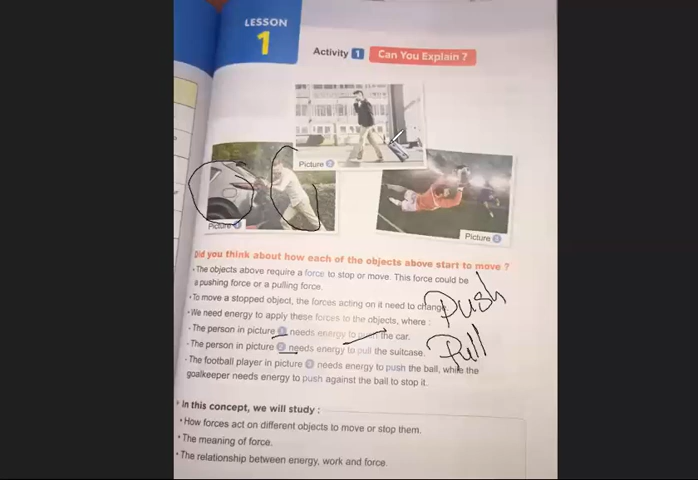 LESSON
1
Activity 1 Can You Explain ?
Picture 2
Picture 1
Picture 3
Did you think about how each of the objects above start to move ?
• The objects above require a force to stop or move. This force could be
a pushing force or a pulling force.
• To move a stopped object, the forces acting on it need to change.
Push
• We need energy to apply these forces to the objects, where :
• The person in picture 1 needs energy to push the car.
• The person in picture 2 needs energy to pull the suitcase.
Pull
• The football player in picture 3 needs energy to push the ball, while the
goalkeeper needs energy to push against the ball to stop it.
• In this concept, we will study :
• How forces act on different objects to move or stop them.
• The meaning of force.
• The relationship between energy, work and force.